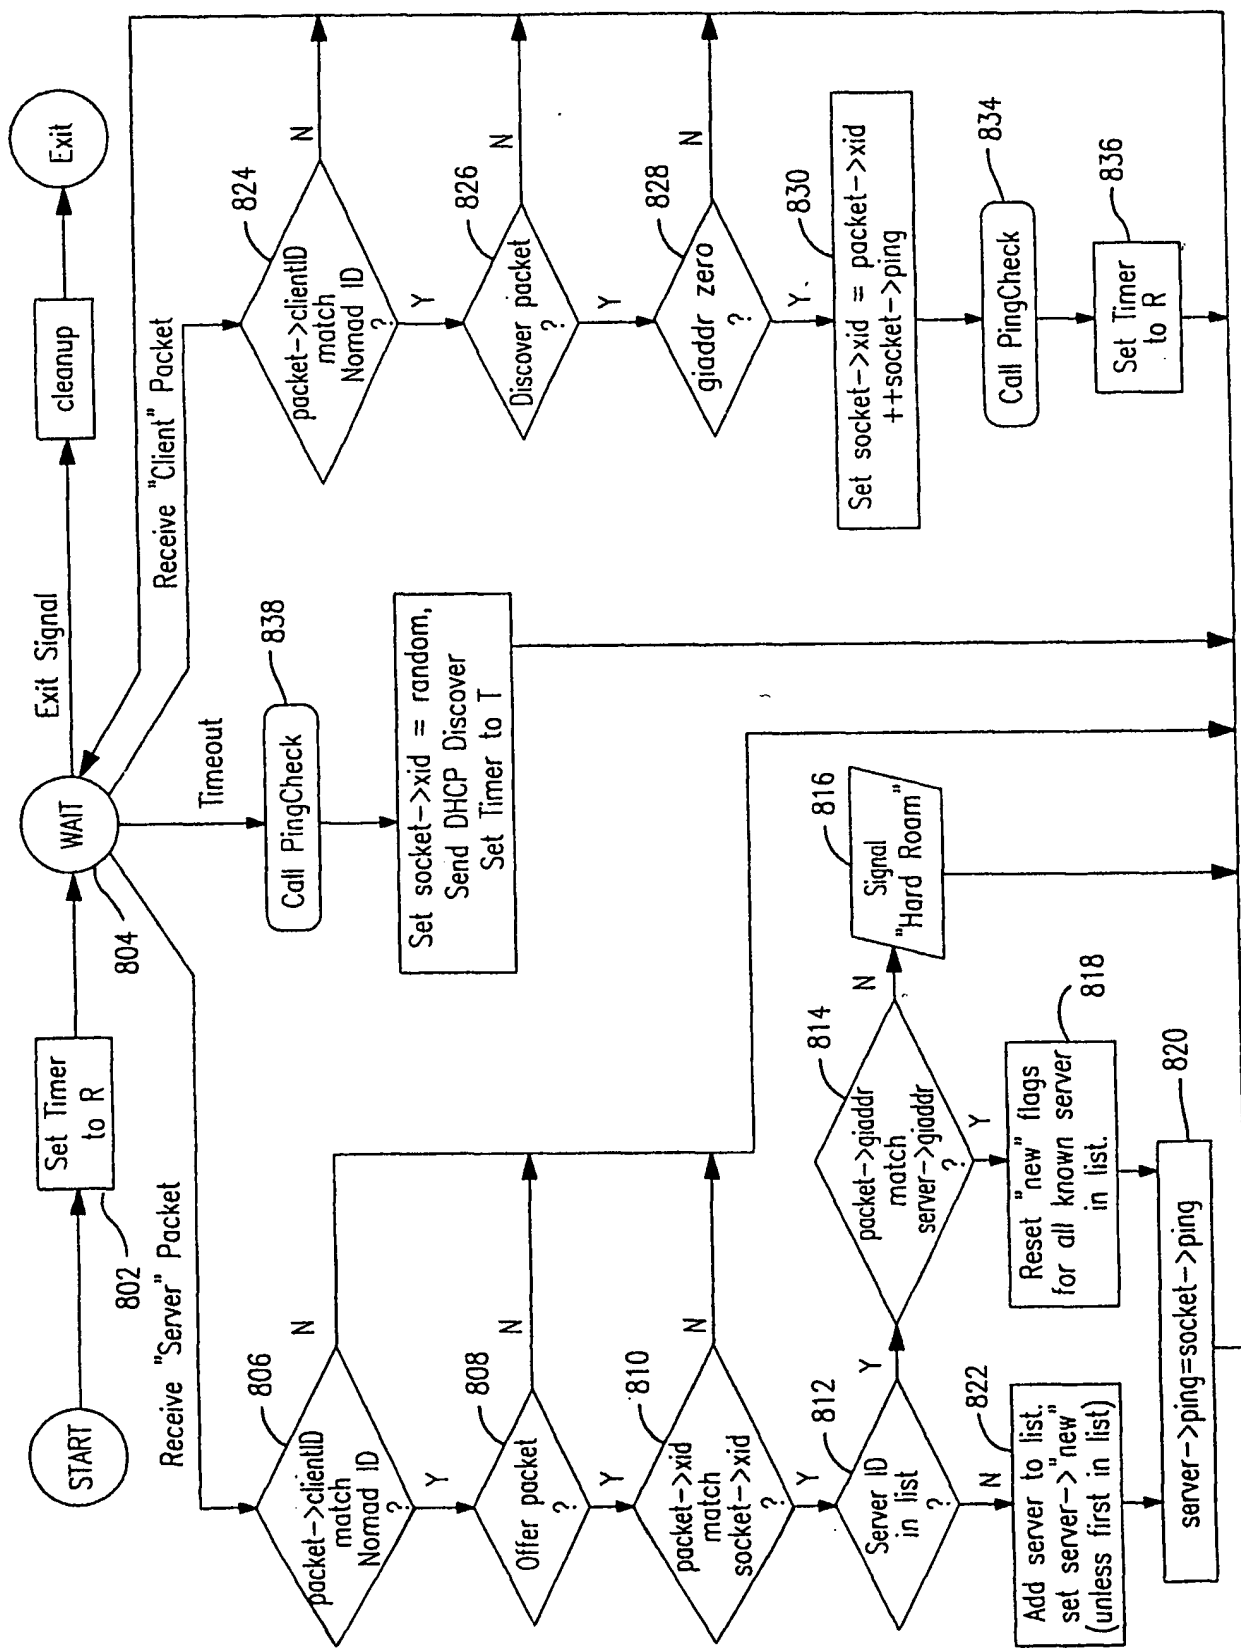 START
Set Timer
to R
802
WAIT
804
Exit Signal
cleanup
Exit
Receive "Server" Packet
Timeout
Receive "Client" Packet
packet->clientID
match
Nomad ID
?
806
N
Y
Offer packet
?
808
N
Y
packet->xid
match
socket->xid
?
810
N
Y
Server ID
in list
?
812
Y
N
packet->giaddr
match
server->giaddr
?
814
N
Y
Signal
"Hard Roam"
816
Reset "new" flags
for all known server
in list.
818
Add server to list.
set server->"new"
(unless first in list)
822
server->ping=socket->ping
820
Call PingCheck
838
Set socket->xid = random,
Send DHCP Discover
Set Timer to T
packet->clientID
match
Nomad ID
?
824
N
Y
Discover packet
?
826
N
Y
giaddr zero
?
828
N
Y
Set socket->xid = packet->xid
++socket->ping
830
Call PingCheck
834
Set Timer
to R
836